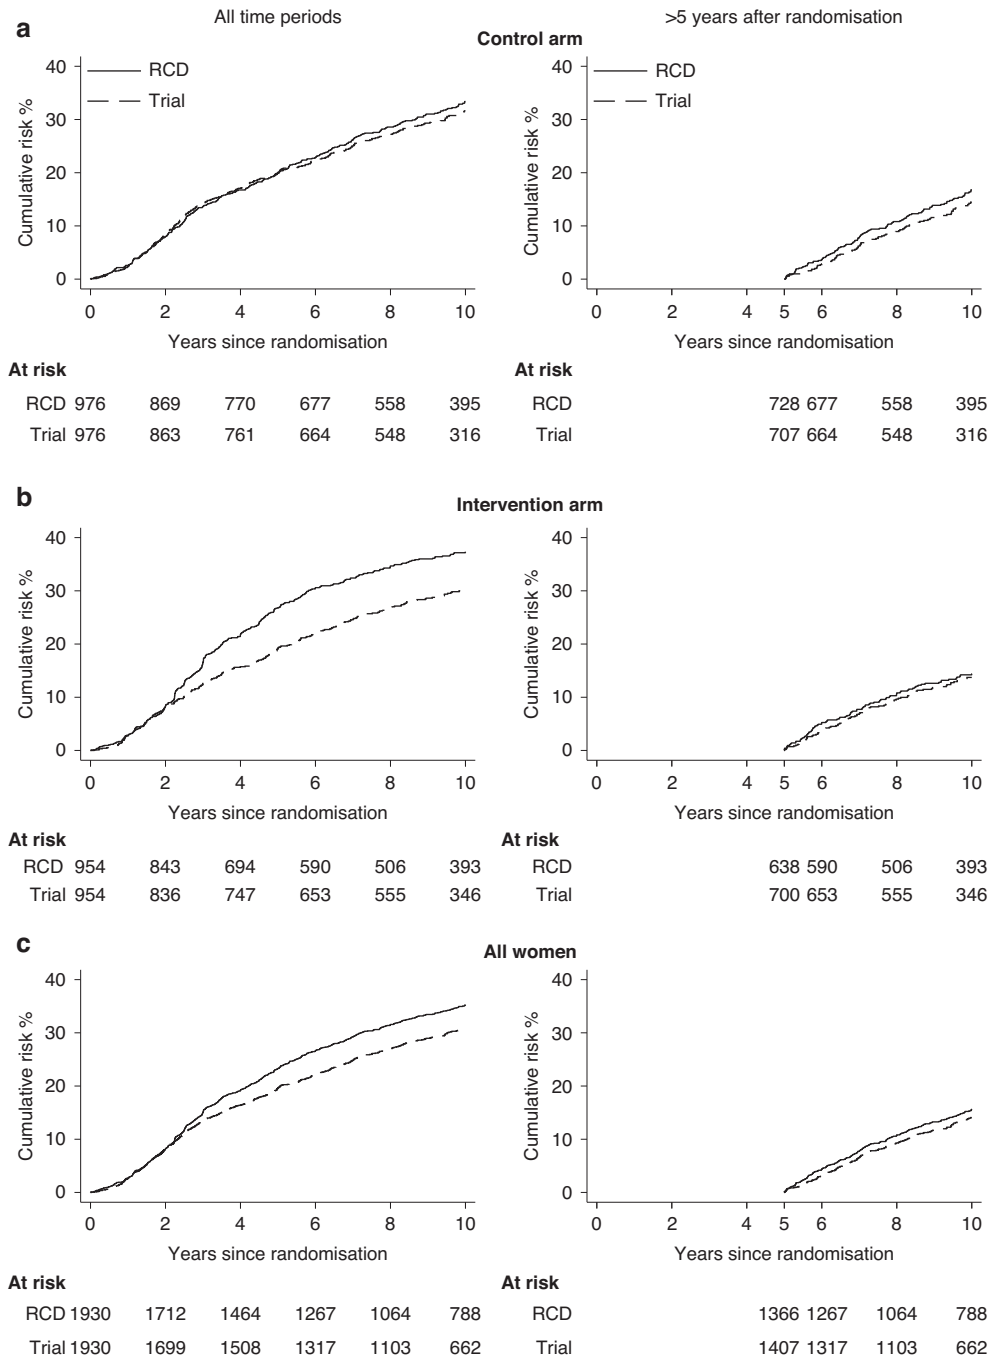 All time periods >5 years after randomisation
a
Control arm
RCD
Trial
Cumulative risk %
40
30
20
10
0
0 2 4 6 8 10
Years since randomisation
RCD
Trial
Cumulative risk %
40
30
20
10
0
0 2 4 5 6 8 10
Years since randomisation
At risk At risk
RCD 976 869 770 677 558 395 RCD 728 677 558 395
Trial 976 863 761 664 548 316 Trial 707 664 548 316
b
Intervention arm
Cumulative risk %
40
30
20
10
0
0 2 4 6 8 10
Years since randomisation
Cumulative risk %
40
30
20
10
0
0 2 4 5 6 8 10
Years since randomisation
At risk At risk
RCD 954 843 694 590 506 393 RCD 638 590 506 393
Trial 954 836 747 653 555 346 Trial 700 653 555 346
c
All women
Cumulative risk %
40
30
20
10
0
0 2 4 6 8 10
Years since randomisation
Cumulative risk %
40
30
20
10
0
0 2 4 5 6 8 10
Years since randomisation
At risk At risk
RCD 1930 1712 1464 1267 1064 788 RCD 1366 1267 1064 788
Trial 1930 1699 1508 1317 1103 662 Trial 1407 1317 1103 662